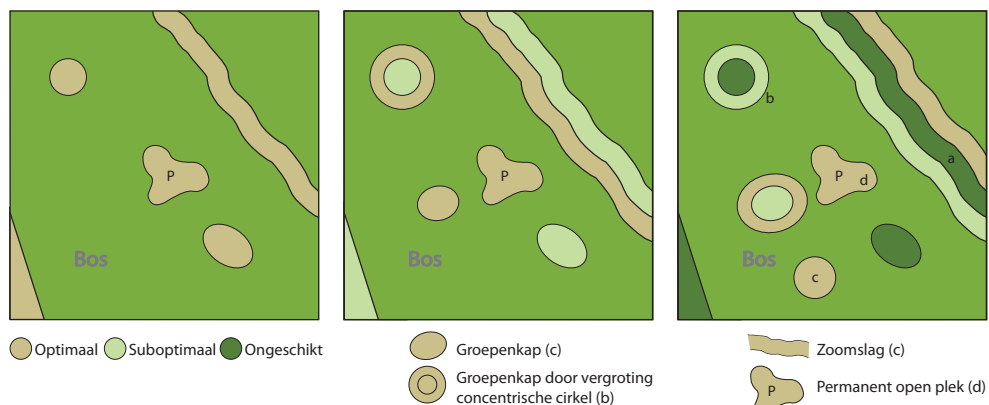 P
Bos
P
Bos
b
a
P
d
Bos
c
Optimaal
Suboptimaal
Ongeschikt
Groepenkap (c)
Groepenkap door vergroting
concentrische cirkel (b)
Zoomslag (c)
P
Permanent open plek (d)